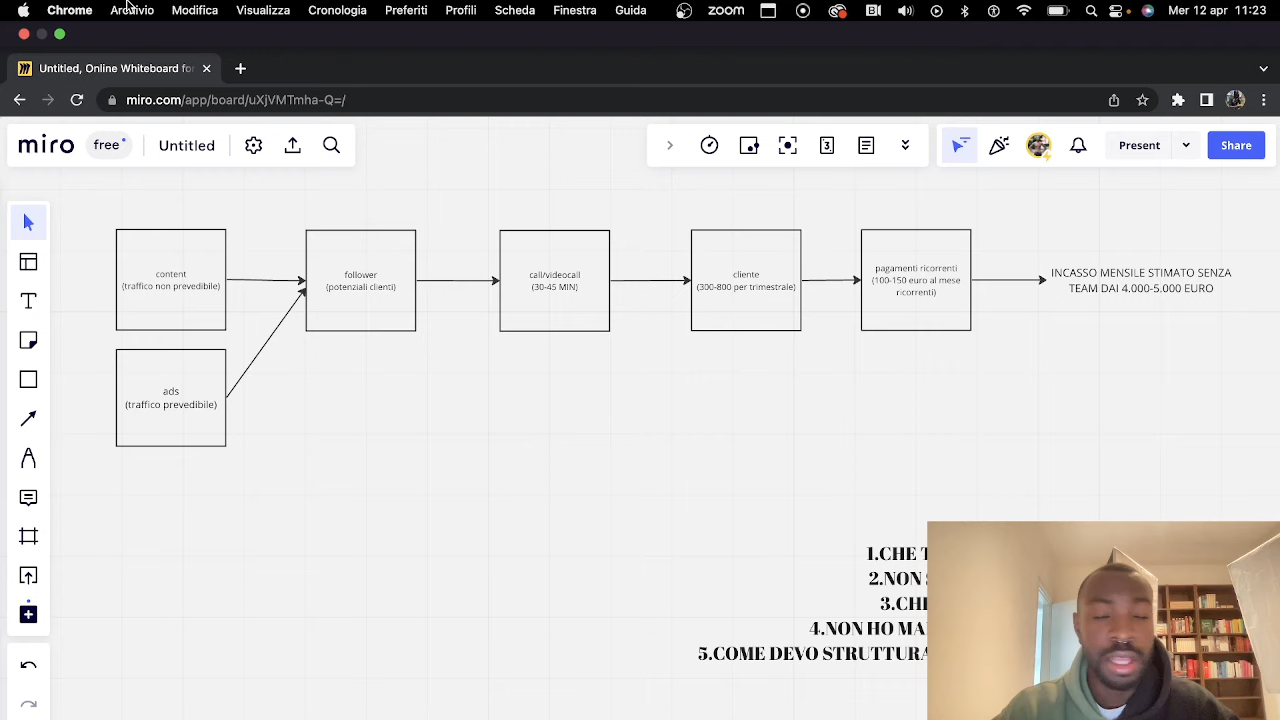 Chrome Archivio Modifica Visualizza Cronologia Preferiti Profili Scheda Finestra Guida zoom Mer 12 apr 11:23
Untitled, Online Whiteboard for
miro.com/app/board/uXjVMTmha-Q=/
miro free Untitled 3 Present Share
content
(traffico non prevedibile)
follower
(potenziali clienti)
call/videocall
(30-45 MIN)
cliente
(300-800 per trimestrale)
pagamenti ricorrenti
(100-150 euro al mese
ricorrenti)
INCASSO MENSILE STIMATO SENZA
TEAM DAI 4.000-5.000 EURO
ads
(traffico prevedibile)
1.CHE
2.NON
3.CHE
4.NON HO
5.COME DEVO